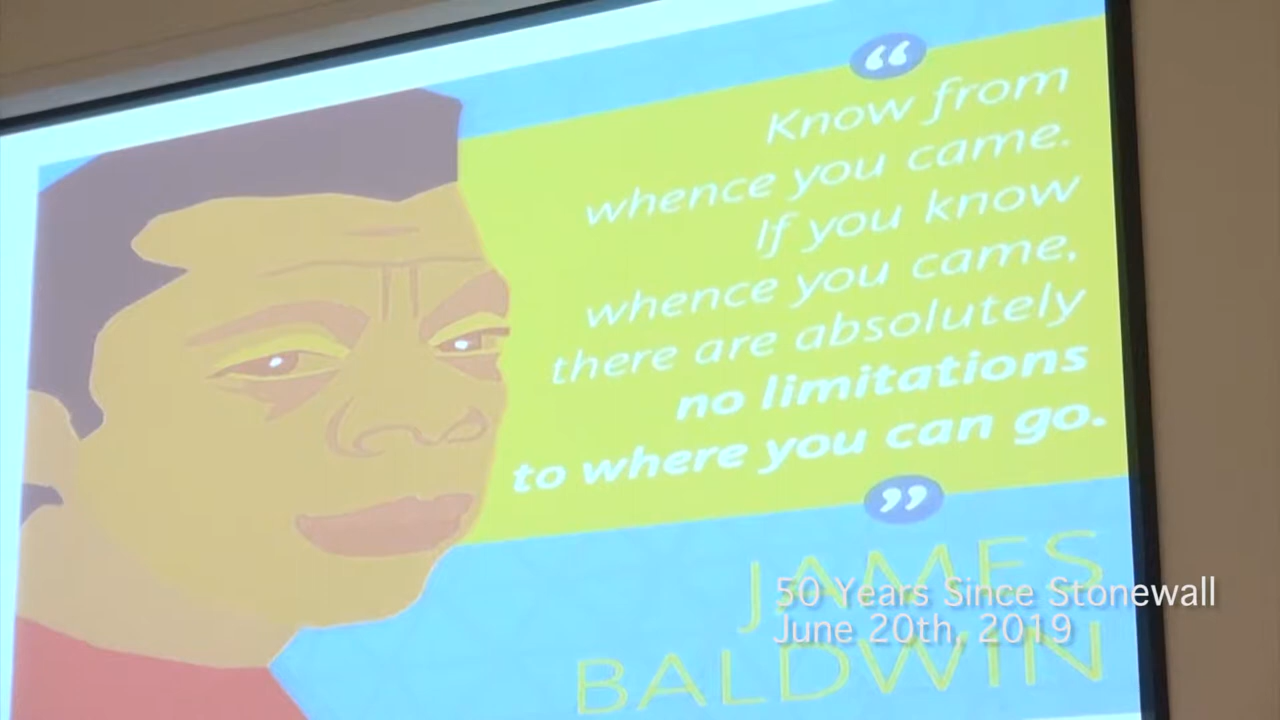 “
Know from
whence you came.
If you know
whence you came,
there are absolutely
no limitations
to where you can go.
”
JAMES
BALDWIN
50 Years Since Stonewall
June 20th, 2019